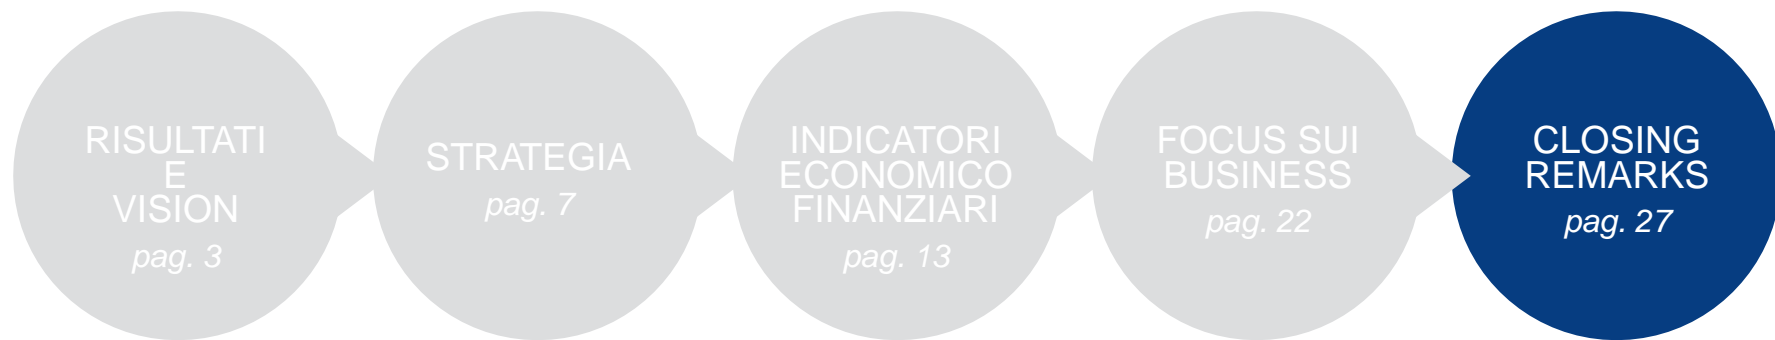 RISULTATI
E
VISION
pag. 3
STRATEGIA
pag. 7
INDICATORI
ECONOMICO
FINANZIARI
pag. 13
FOCUS SUI
BUSINESS
pag. 22
CLOSING
REMARKS
pag. 27